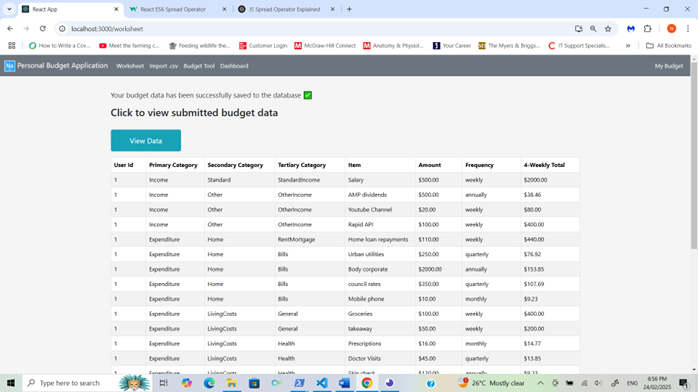 React App
React ES6 Spread Operator
JS Spread Operator Explained
localhost:3000/worksheet
How to Write a Cov...
Meet the farming c...
Feeding wildlife the...
Customer Login
McGraw-Hill Connect
Anatomy & Physiol...
Your Career
The Myers & Briggs...
IT Support Specialis...
All Bookmarks
Personal Budget Application
Worksheet
Import .csv
Budget Tool
Dashboard
My Budget
Your budget data has been successfully saved to the database ✅
Click to view submitted budget data
View Data
User Id Primary Category Secondary Category Tertiary Category Item Amount Frequency 4-Weekly Total
1 Income Standard StandardIncome Salary $500.00 weekly $2000.00
1 Income Other OtherIncome AMP dividends $500.00 annually $38.46
1 Income Other OtherIncome Youtube Channel $20.00 weekly $80.00
1 Income Other OtherIncome Rapid API $100.00 weekly $400.00
1 Expenditure Home RentMortgage Home loan repayments $110.00 weekly $440.00
1 Expenditure Home Bills Urban utilities $250.00 quarterly $76.92
1 Expenditure Home Bills Body corporate $2000.00 annually $153.85
1 Expenditure Home Bills council rates $350.00 quarterly $107.69
1 Expenditure Home Bills Mobile phone $10.00 monthly $9.23
1 Expenditure LivingCosts General Groceries $100.00 weekly $400.00
1 Expenditure LivingCosts General takeaway $50.00 weekly $200.00
1 Expenditure LivingCosts Health Prescriptions $16.00 monthly $14.77
1 Expenditure LivingCosts Health Doctor Visits $45.00 quarterly $13.85
1 Expenditure LivingCosts Health
Type here to search
26°C Mostly clear
ENG
6:56 PM
24/02/2025